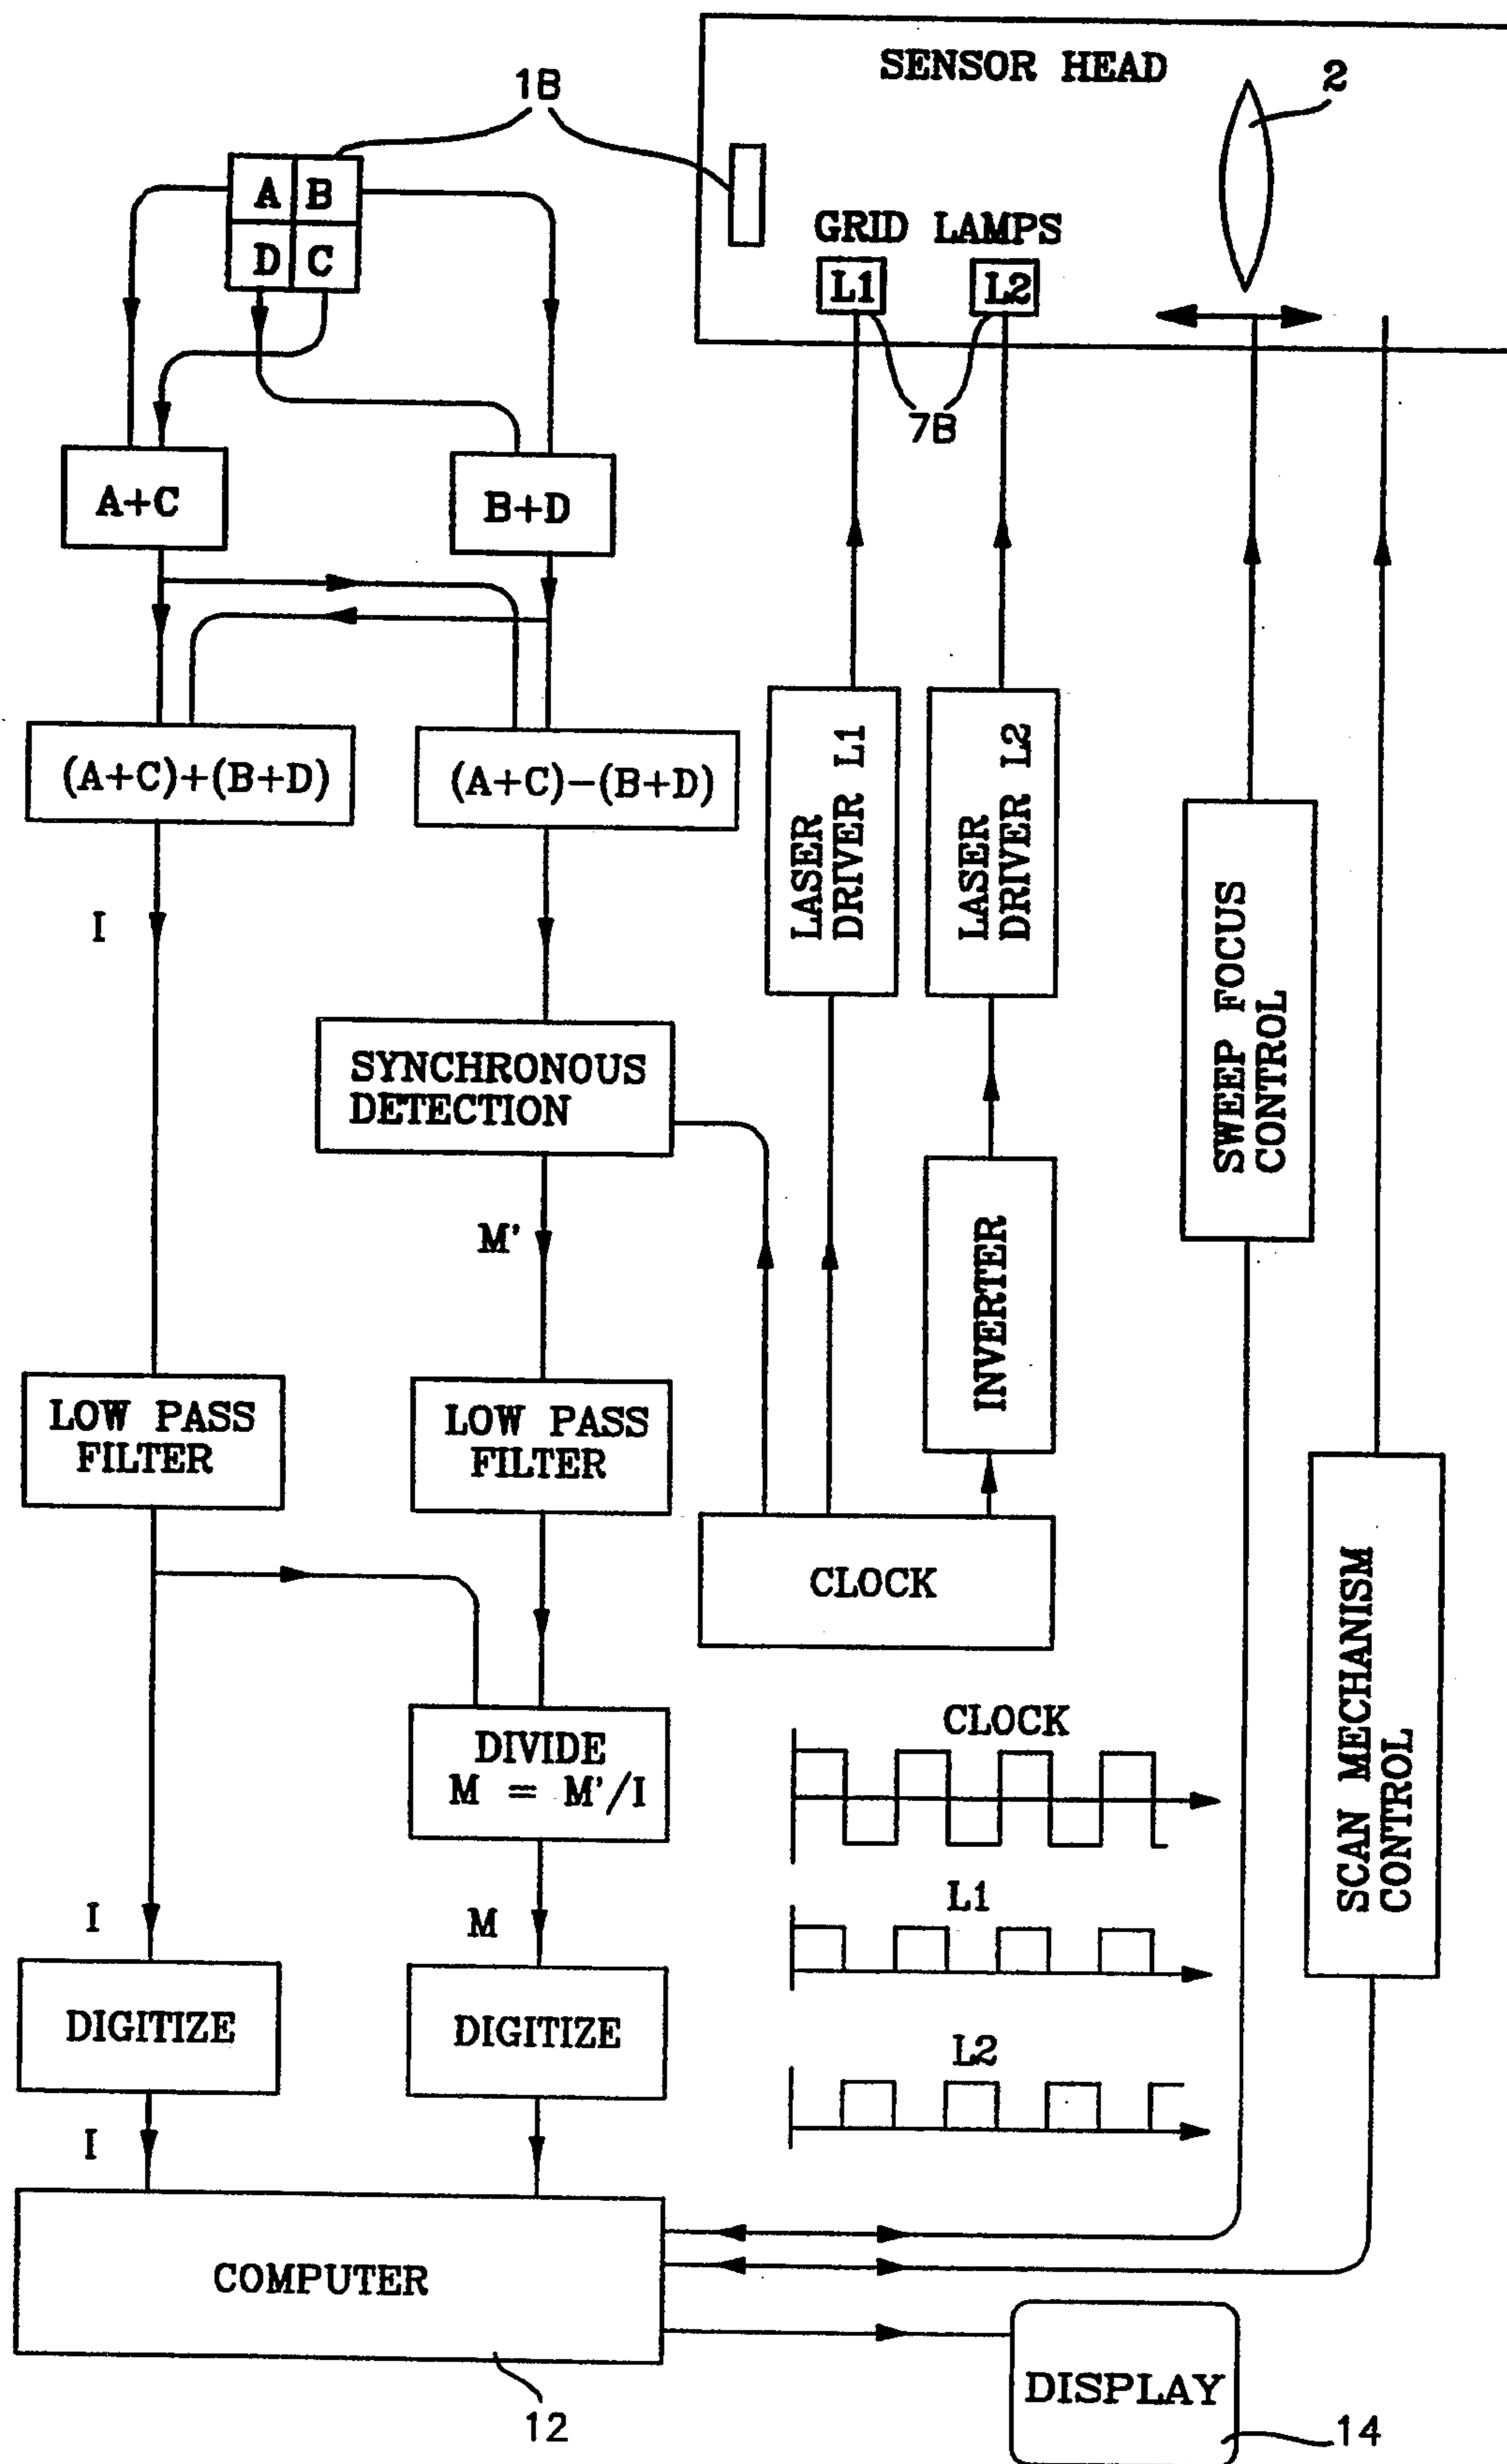 SENSOR HEAD
1B
2
A B
D C
GRID LAMPS
L1 L2
7B
A+C
B+D
(A+C)+(B+D)
(A+C)-(B+D)
LASER
DRIVER L1
LASER
DRIVER L2
SWEEP FOCUS
CONTROL
I
SYNCHRONOUS
DETECTION
M'
INVERTER
LOW PASS
FILTER
LOW PASS
FILTER
CLOCK
SCAN MECHANISM
CONTROL
DIVIDE
M = M'/I
CLOCK
L1
L2
I
M
DIGITIZE
DIGITIZE
I
COMPUTER
12
DISPLAY
14